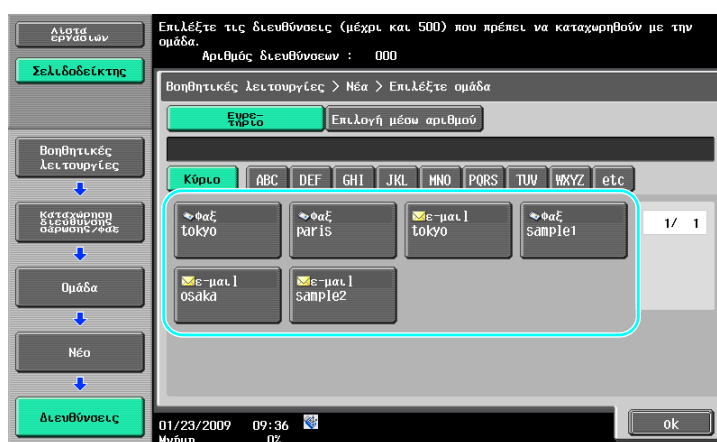 Λίστα
εργασιών
Σελιδοδείκτης
Βοηθητικές
λειτουργίες
Καταχώρηση
διεύθυνσης
σάρωσης/φαξ
Ομάδα
Νέο
Διευθύνσεις
Επιλέξτε τις διευθύνσεις (μέχρι και 500) που πρέπει να καταχωρηθούν με την
ομάδα.
Αριθμός διευθύνσεων : 000
Βοηθητικές λειτουργίες > Νέα > Επιλέξτε ομάδα
Ευρε-
τήριο
Επιλογή μέσω αριθμού
Κύριο ABC DEF GHI JKL MNO PQRS TUV WXYZ etc
Φαξ Φαξ ε-μαιl Φαξ
tokyo paris tokyo sample1
1/ 1
ε-μαιl ε-μαιl
osaka sample2
01/23/2009 09:36
Μνήμη 0%
ok